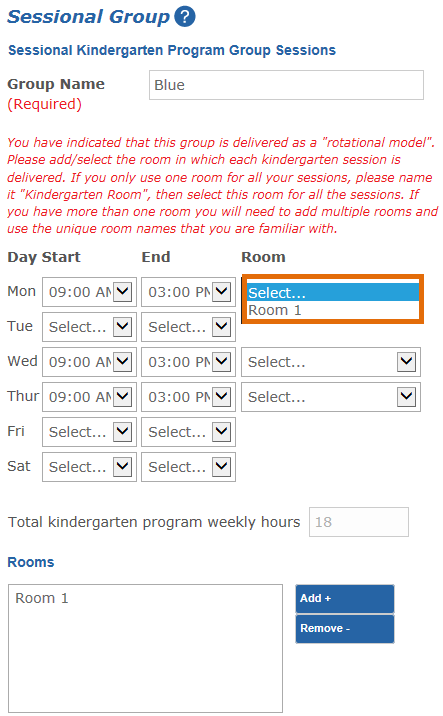 Sessional Group ?
Sessional Kindergarten Program Group Sessions
Group Name Blue
(Required)
You have indicated that this group is delivered as a "rotational model".
Please add/select the room in which each kindergarten session is
delivered. If you only use one room for all your sessions, please name
it "Kindergarten Room", then select this room for all the sessions. If
you have more than one room you will need to add multiple rooms and
use the unique room names that you are familiar with.
Day Start End Room
Mon 09:00 AM 03:00 PM Select...
Room 1
Tue Select... Select...
Wed 09:00 AM 03:00 PM Select...
Thur 09:00 AM 03:00 PM Select...
Fri Select... Select...
Sat Select... Select...
Total kindergarten program weekly hours 18
Rooms
Room 1 Add +
Remove -